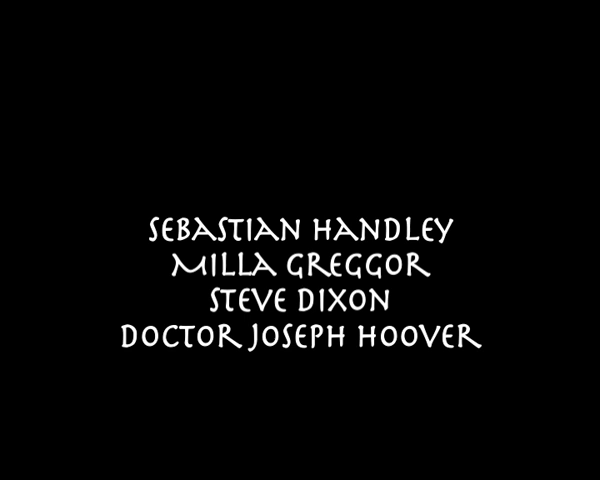 SEBASTIAN HANDLEY
MILLA GREGGOR
STEVE DIXON
DOCTOR JOSEPH HOOVER